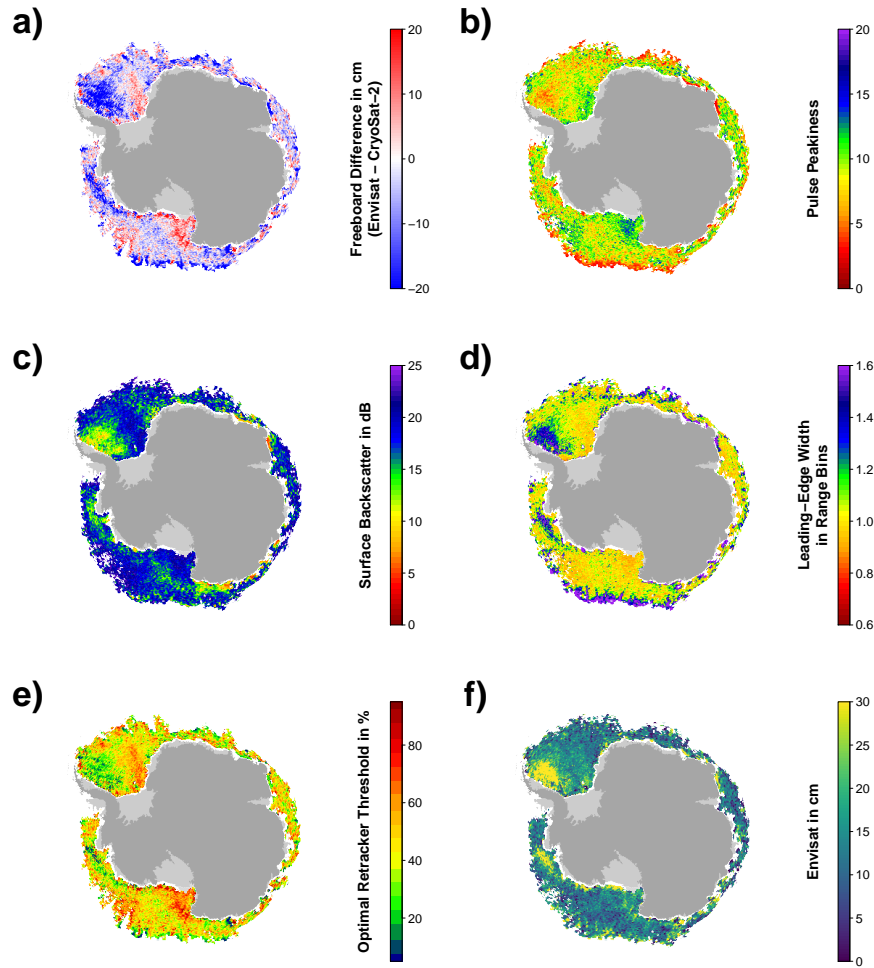 a)
20
10
0
−10
−20
Freeboard Difference in cm
(Envisat − CryoSat−2)
b)
20
15
10
5
0
Pulse Peakiness
c)
25
20
15
10
5
0
Surface Backscatter in dB
d)
1.6
1.4
1.2
1.0
0.8
0.6
Leading−Edge Width
in Range Bins
e)
80
60
40
20
Optimal Retracker Threshold in %
f)
30
25
20
15
10
5
0
Envisat in cm